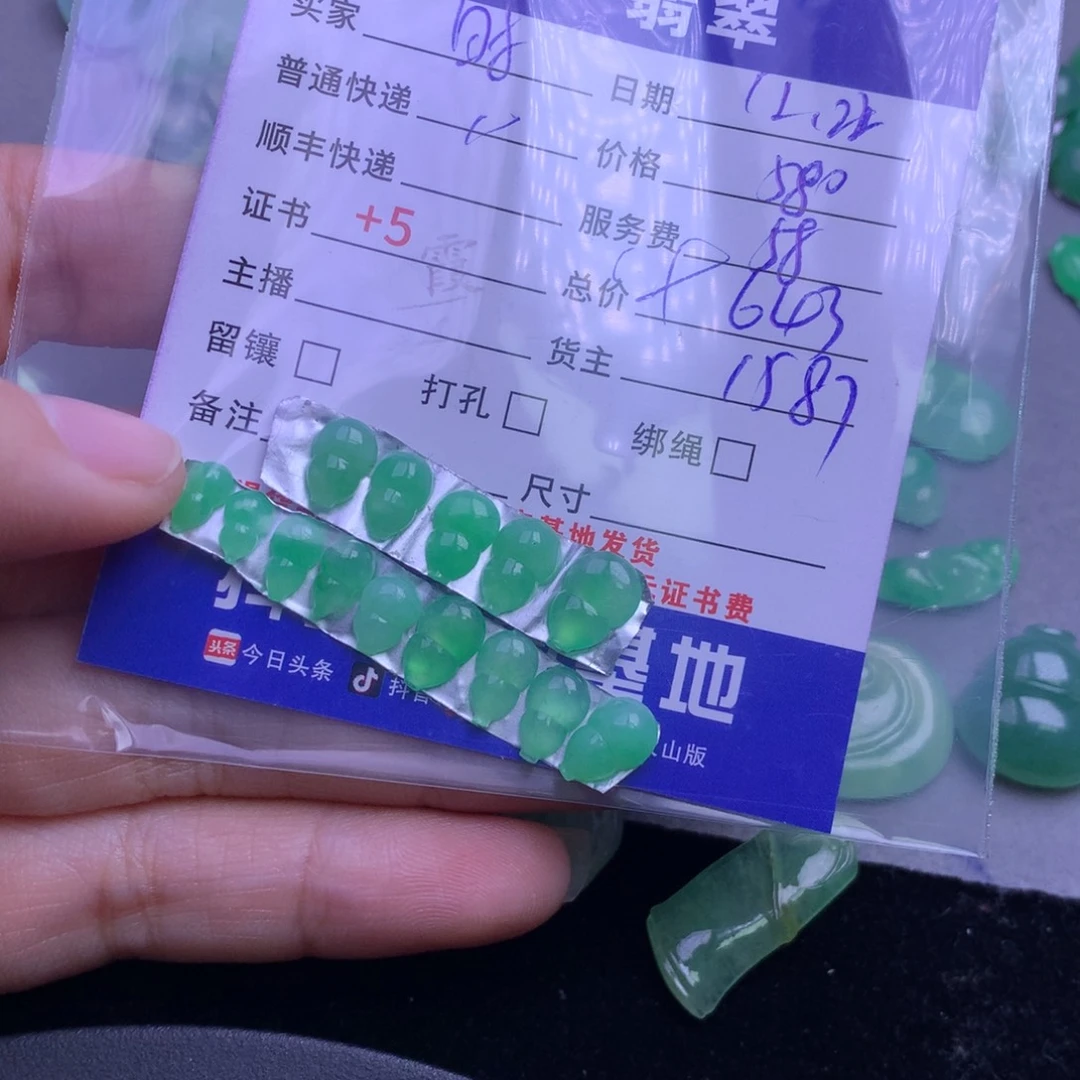 翡翠
买家
普通快递 日期 12.22
顺丰快递 价格 580
证书 +5 服务费 58
主播 霞 总价 643
留镶 □ 货主 1587
备注 打孔 □ 绑绳 □
尺寸
基地发货
证书费
基地
头条 今日头条 抖音
山版